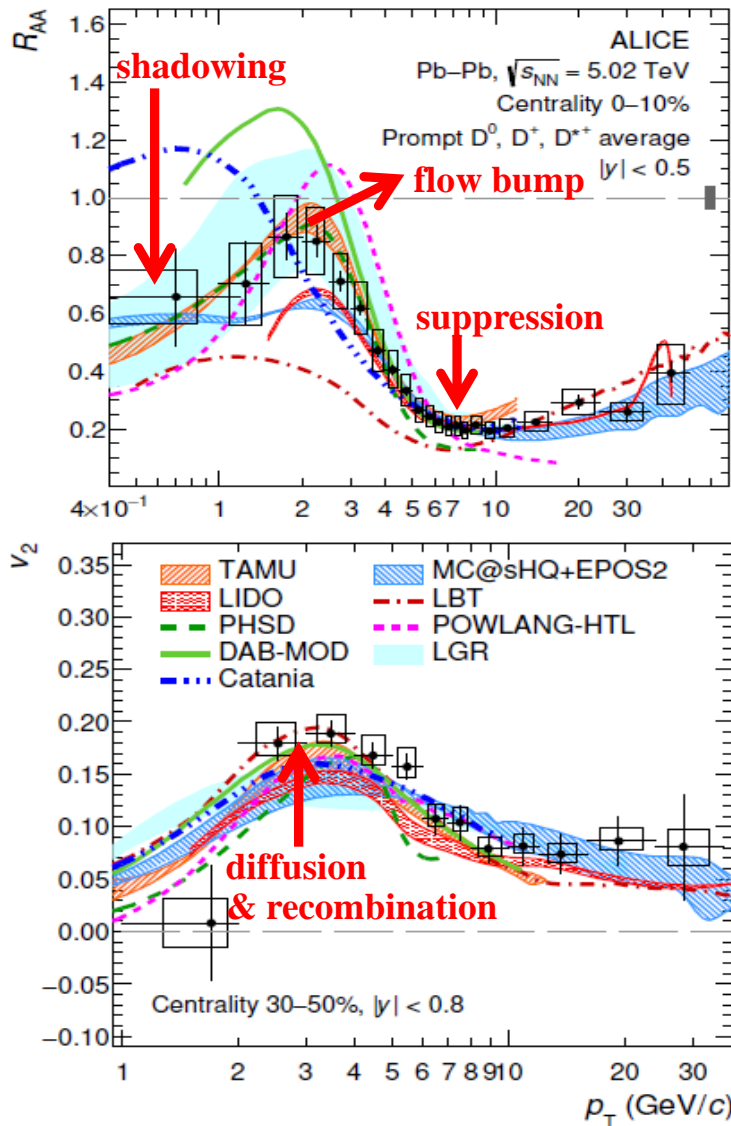 R_AA
1.6
1.4
1.2
1.0
0.8
0.6
0.4
0.2
shadowing
ALICE
Pb–Pb, √s_NN = 5.02 TeV
Centrality 0–10%
Prompt D⁰, D⁺, D*⁺ average
|y| < 0.5
flow bump
suppression
4×10⁻¹ 1 2 3 4 5 6 7 10 20 30
v₂
0.35
0.30
0.25
0.20
0.15
0.10
0.05
0.00
−0.05
−0.10
TAMU
LIDO
PHSD
DAB-MOD
Catania
MC@sHQ+EPOS2
LBT
POWLANG-HTL
LGR
diffusion
& recombination
Centrality 30–50%, |y| < 0.8
1 2 3 4 5 6 7 8 9 10 20 30
p_T (GeV/c)